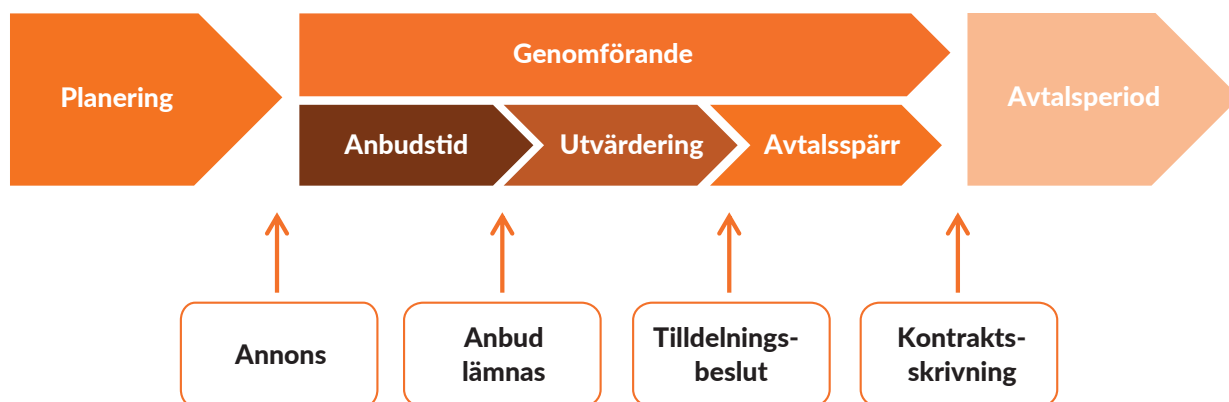 Planering
Genomförande
Avtalsperiod
Anbudstid
Utvärdering
Avtalsspärr
Annons
Anbud
lämnas
Tilldelnings-
beslut
Kontrakts-
skrivning